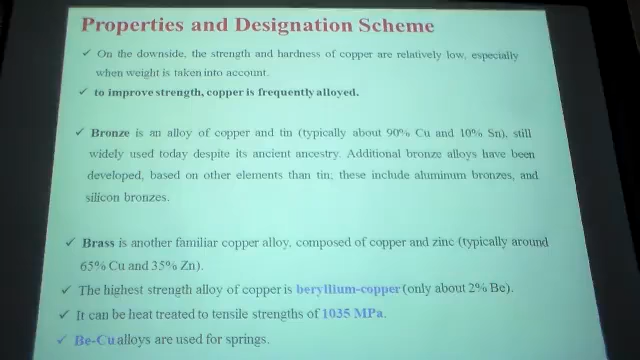 Properties and Designation Scheme
✓ On the downside, the strength and hardness of copper are relatively low, especially
when weight is taken into account.
✓ to improve strength, copper is frequently alloyed.
✓ Bronze is an alloy of copper and tin (typically about 90% Cu and 10% Sn), still
widely used today despite its ancient ancestry. Additional bronze alloys have been
developed, based on other elements than tin; these include aluminum bronzes, and
silicon bronzes.
✓ Brass is another familiar copper alloy, composed of copper and zinc (typically around
65% Cu and 35% Zn).
✓ The highest strength alloy of copper is beryllium-copper (only about 2% Be).
✓ It can be heat treated to tensile strengths of 1035 MPa.
✓ Be-Cu alloys are used for springs.